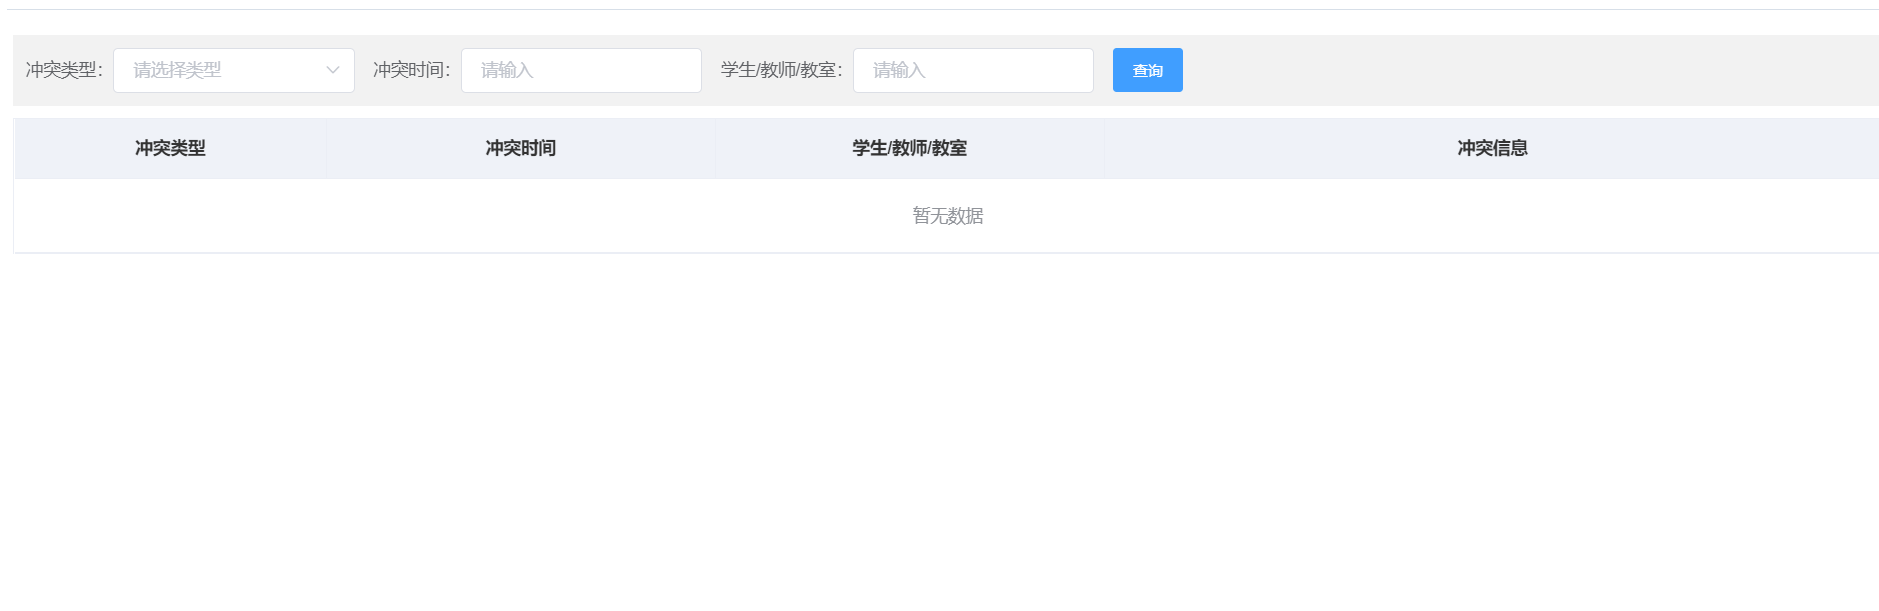 冲突类型： 请选择类型 冲突时间： 请输入 学生/教师/教室： 请输入 查询
冲突类型 冲突时间 学生/教师/教室 冲突信息
暂无数据